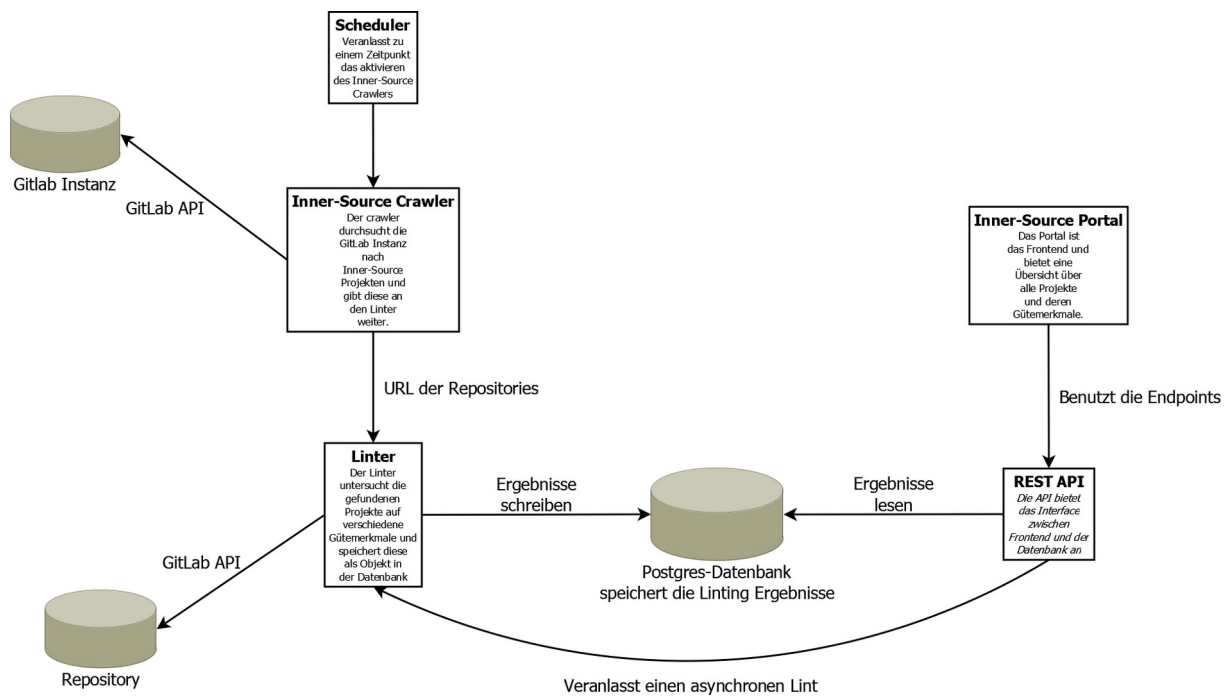 Scheduler
Veranlasst zu
einem Zeitpunkt
das aktivieren
des Inner-Source
Crawlers
Gitlab Instanz
GitLab API
Inner-Source Crawler
Der crawler
durchsucht die
GitLab Instanz
nach
Inner-Source
Projekten und
gibt diese an
den Linter
weiter.
Inner-Source Portal
Das Portal ist
das Frontend und
bietet eine
Übersicht über
alle Projekte
und deren
Gütemerkmale.
URL der Repositories
Benutzt die Endpoints
Linter
Der Linter
untersucht die
gefundenen
Projekte auf
verschiedene
Gütemerkmale und
speichert diese
als Objekt in
der Datenbank
Ergebnisse
schreiben
Ergebnisse
lesen
REST API
Die API bietet
das Interface
zwischen
Frontend und der
Datenbank an
GitLab API
Postgres-Datenbank
speichert die Linting Ergebnisse
Repository
Veranlasst einen asynchronen Lint